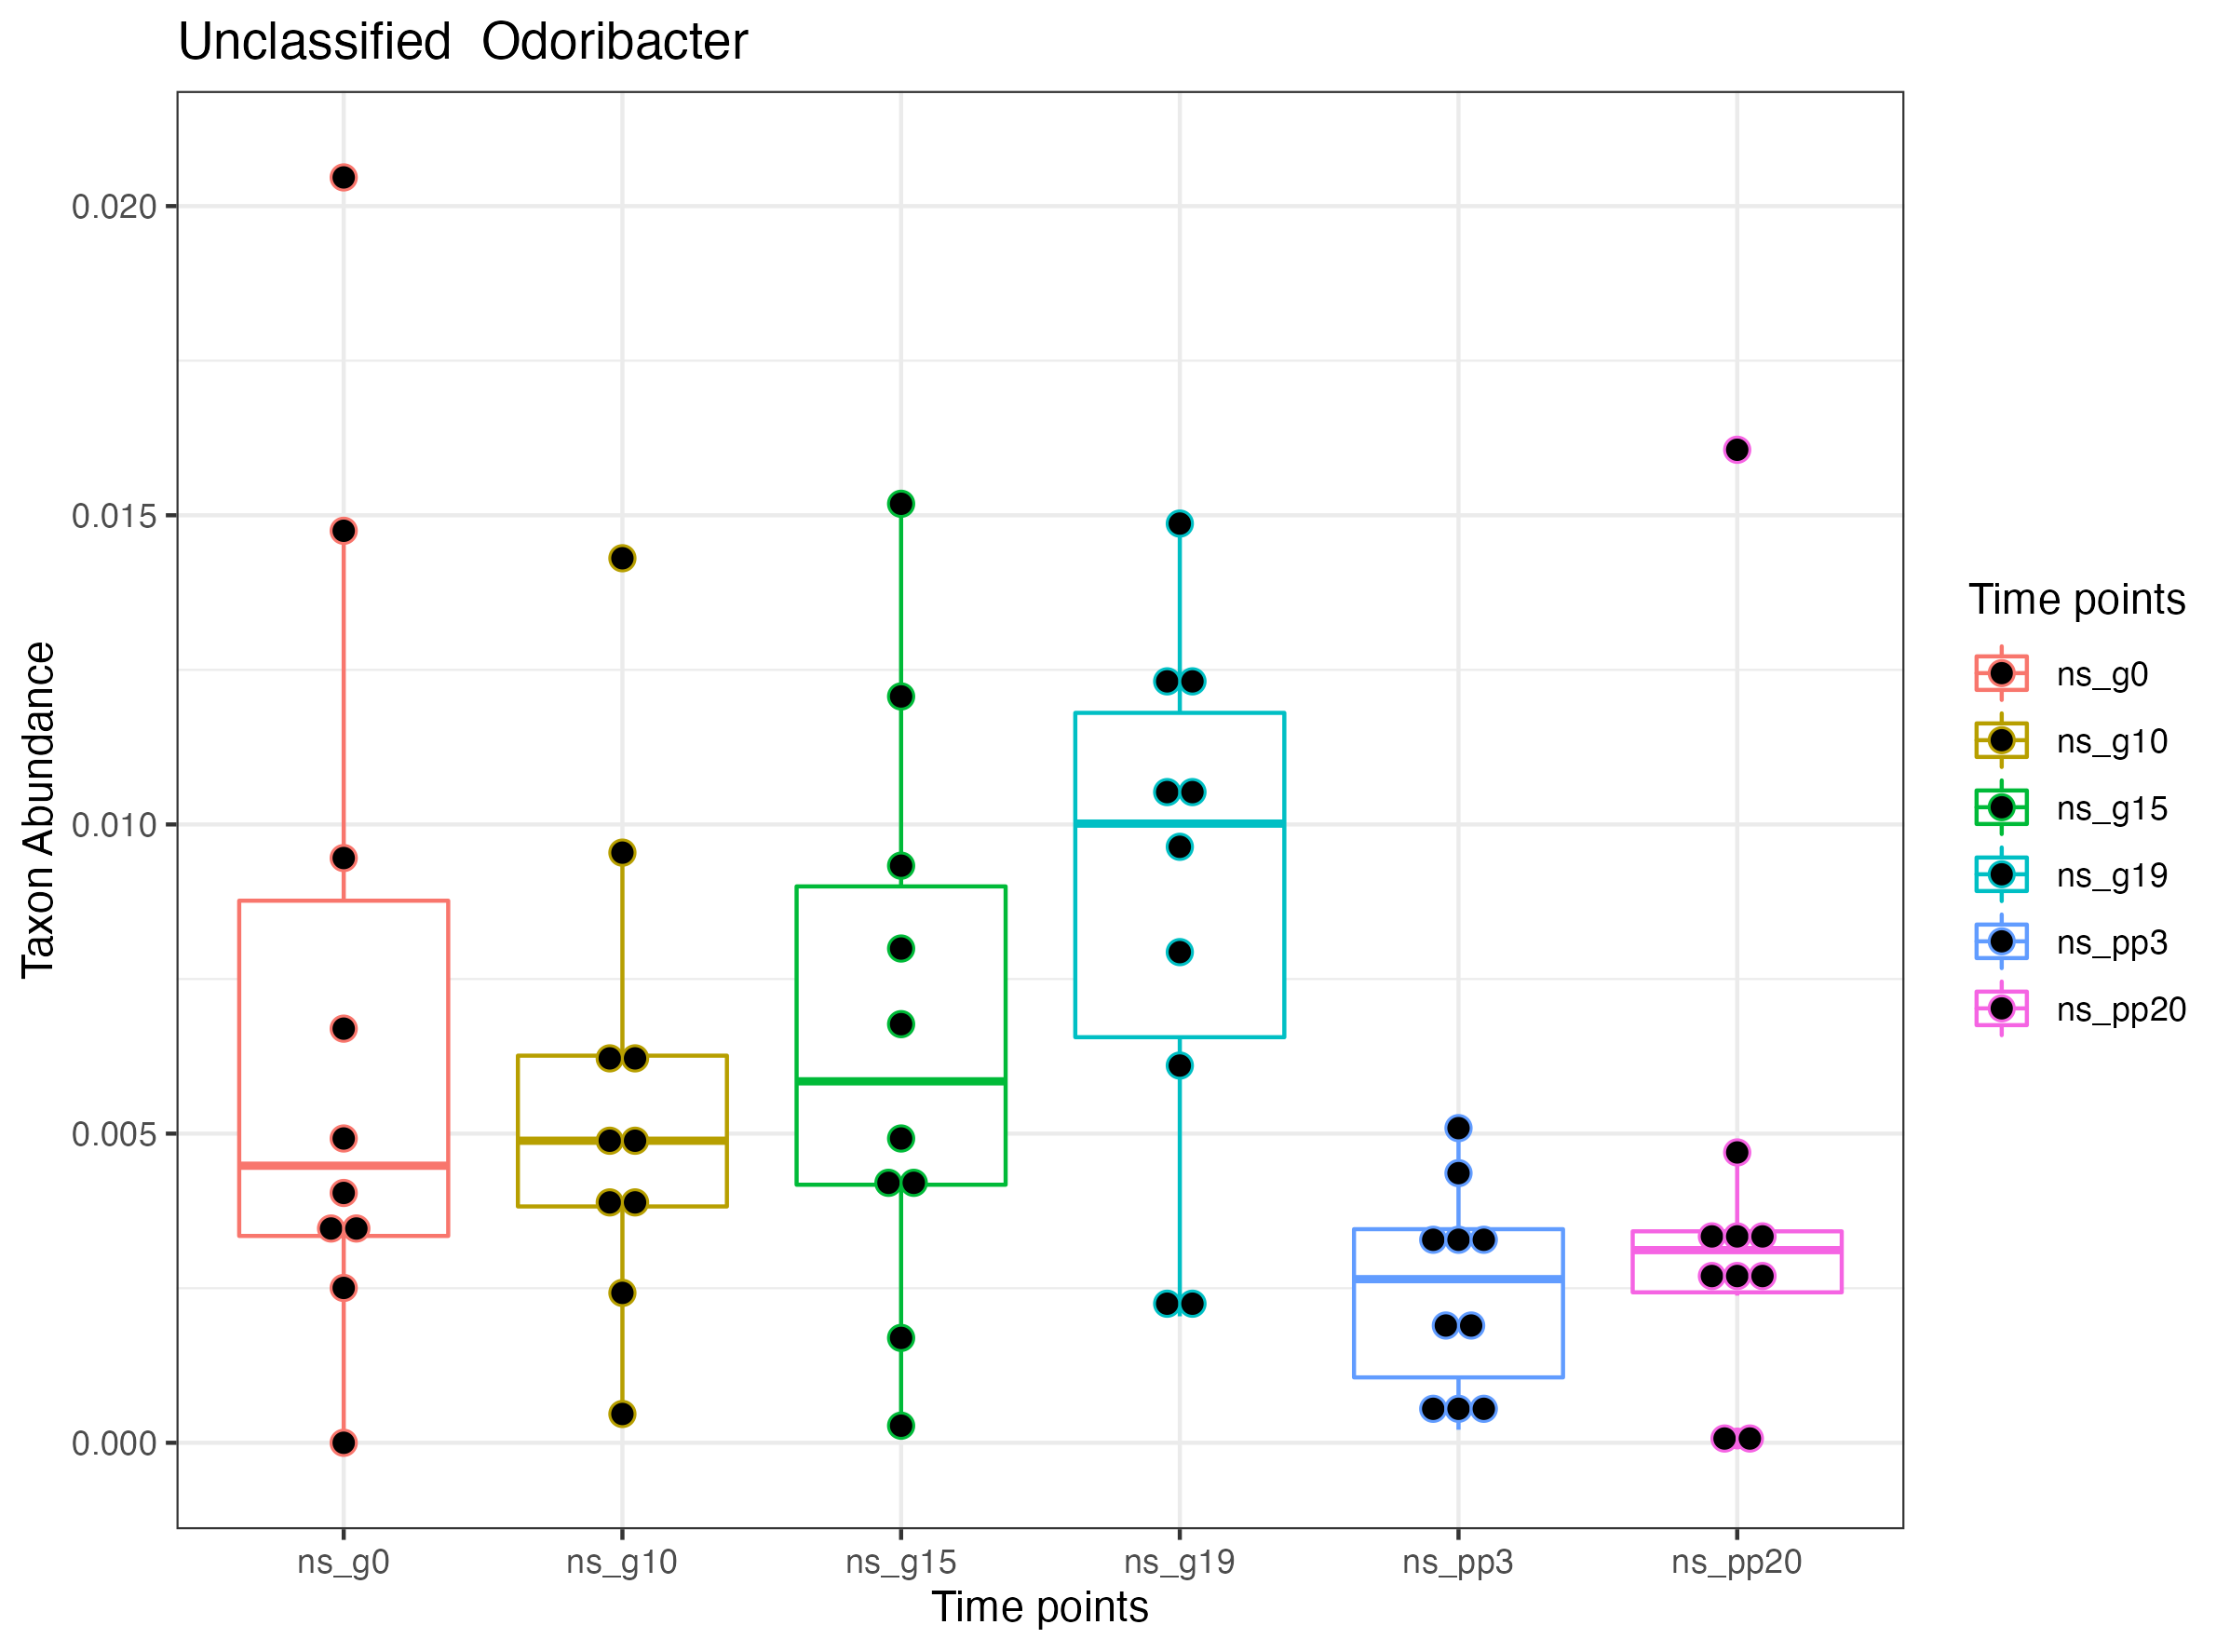 Unclassified  Odoribacter
Taxon Abundance
0.020
0.015
0.010
0.005
0.000
ns_g0
ns_g10
ns_g15
ns_g19
ns_pp3
ns_pp20
Time points
Time points
ns_g0
ns_g10
ns_g15
ns_g19
ns_pp3
ns_pp20